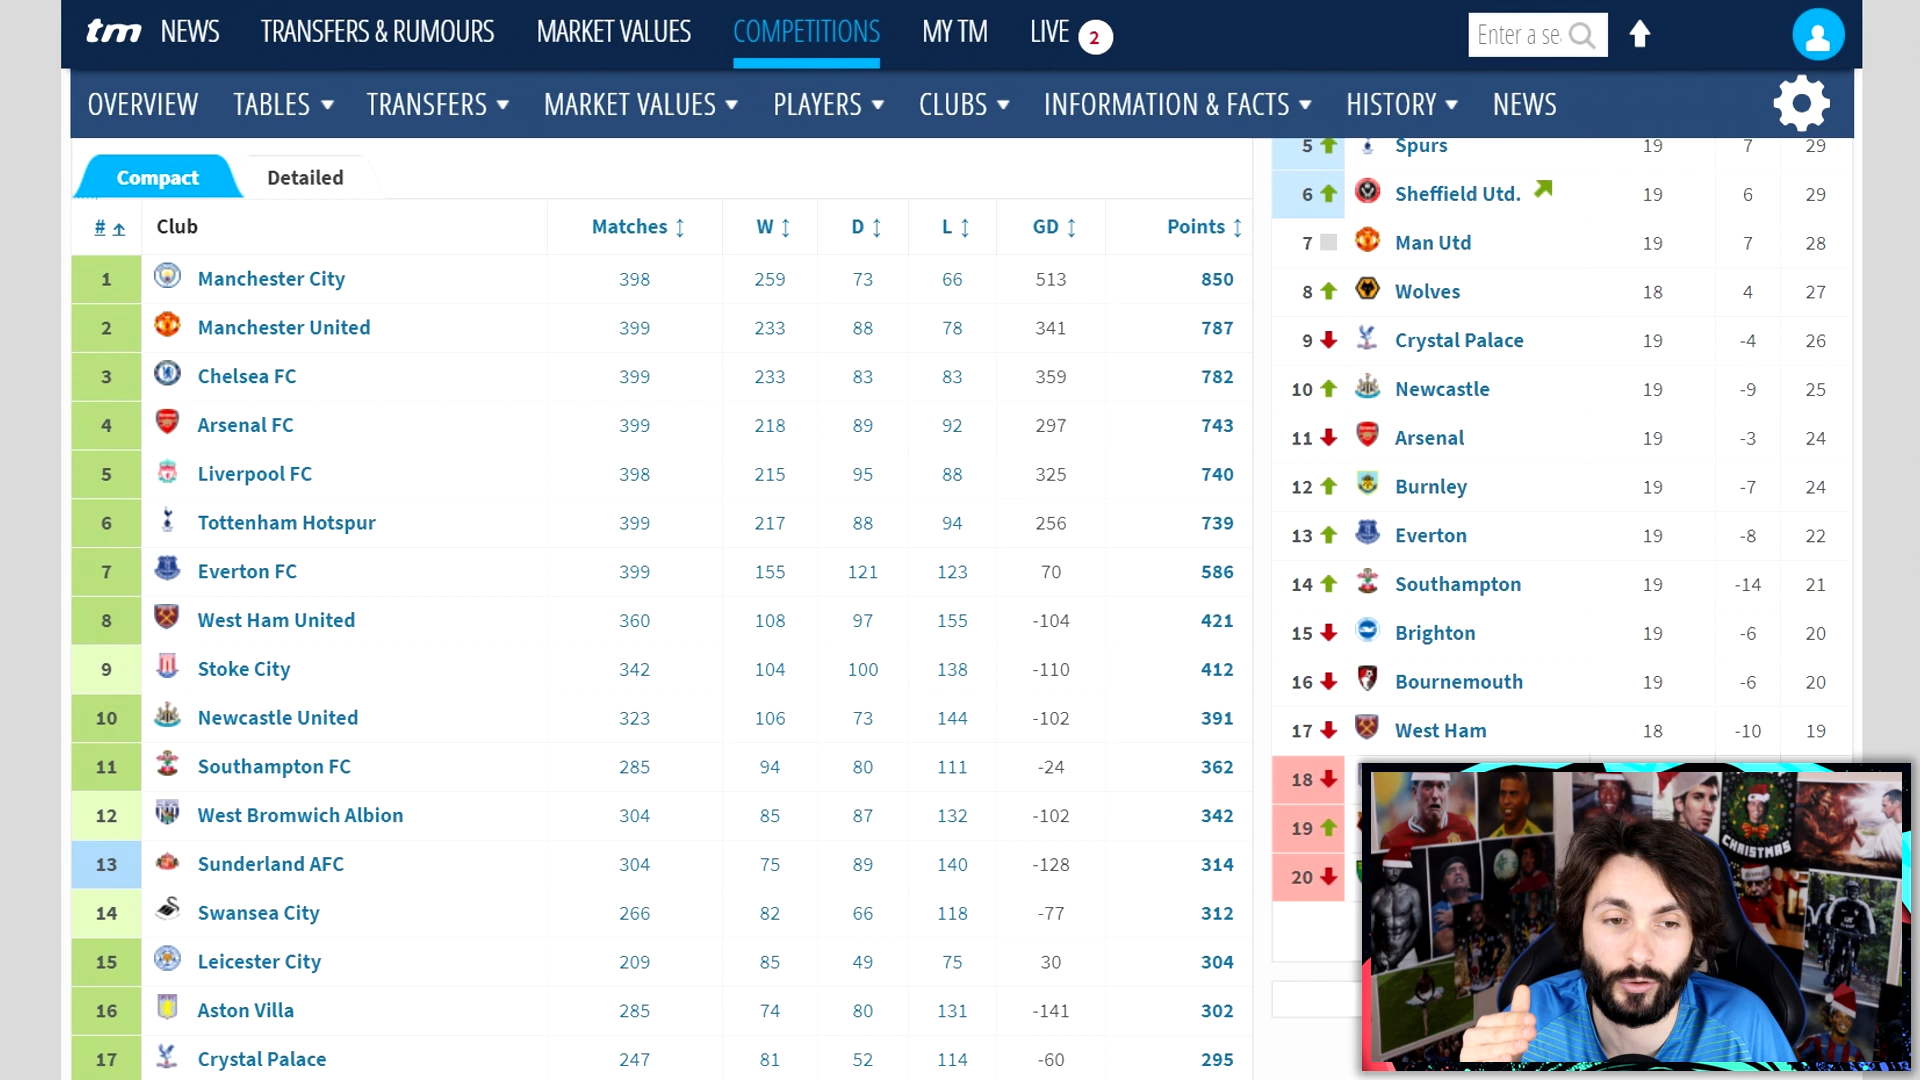 tm NEWS TRANSFERS & RUMOURS MARKET VALUES COMPETITIONS MY TM LIVE 2 Enter a se
OVERVIEW TABLES TRANSFERS MARKET VALUES PLAYERS CLUBS INFORMATION & FACTS HISTORY NEWS
Compact Detailed
# Club Matches W D L GD Points
1 Manchester City 398 259 73 66 513 850
2 Manchester United 399 233 88 78 341 787
3 Chelsea FC 399 233 83 83 359 782
4 Arsenal FC 399 218 89 92 297 743
5 Liverpool FC 398 215 95 88 325 740
6 Tottenham Hotspur 399 217 88 94 256 739
7 Everton FC 399 155 121 123 70 586
8 West Ham United 360 108 97 155 -104 421
9 Stoke City 342 104 100 138 -110 412
10 Newcastle United 323 106 73 144 -102 391
11 Southampton FC 285 94 80 111 -24 362
12 West Bromwich Albion 304 85 87 132 -102 342
13 Sunderland AFC 304 75 89 140 -128 314
14 Swansea City 266 82 66 118 -77 312
15 Leicester City 209 85 49 75 30 304
16 Aston Villa 285 74 80 131 -141 302
17 Crystal Palace 247 81 52 114 -60 295
5 Spurs 19 7 29
6 Sheffield Utd. 19 6 29
7 Man Utd 19 7 28
8 Wolves 18 4 27
9 Crystal Palace 19 -4 26
10 Newcastle 19 -9 25
11 Arsenal 19 -3 24
12 Burnley 19 -7 24
13 Everton 19 -8 22
14 Southampton 19 -14 21
15 Brighton 19 -6 20
16 Bournemouth 19 -6 20
17 West Ham 18 -10 19
18
19
20
CHRISTMAS